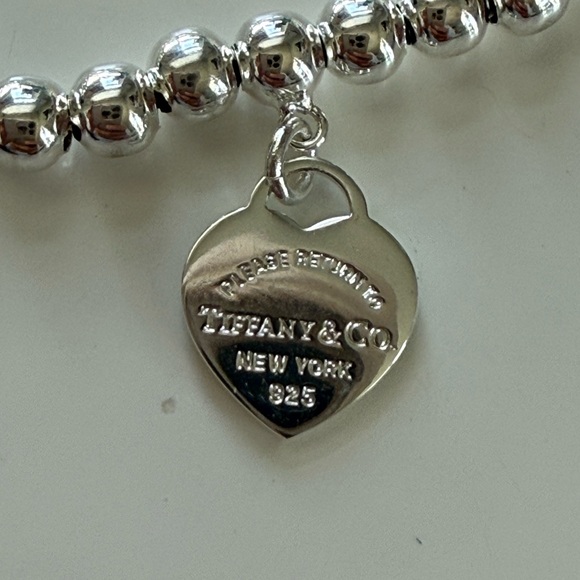 PLEASE RETURN TO
TIFFANY & CO.
NEW YORK
925